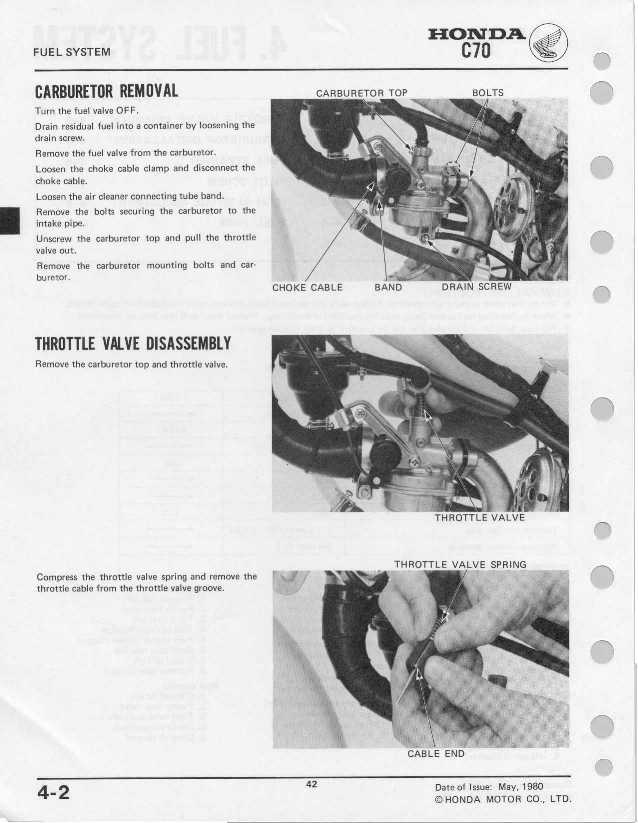 FUEL SYSTEM
HONDA
C70
CARBURETOR REMOVAL
Turn the fuel valve OFF.
Drain residual fuel into a container by loosening the
drain screw.
Remove the fuel valve from the carburetor.
Loosen the choke cable clamp and disconnect the
choke cable.
Loosen the air cleaner connecting tube band.
Remove the bolts securing the carburetor to the
intake pipe.
Unscrew the carburetor top and pull the throttle
valve out.
Remove the carburetor mounting bolts and car-
buretor.
CARBURETOR TOP
BOLTS
CHOKE CABLE
BAND
DRAIN SCREW
THROTTLE VALVE DISASSEMBLY
Remove the carburetor top and throttle valve.
THROTTLE VALVE
Compress the throttle valve spring and remove the
throttle cable from the throttle valve groove.
THROTTLE VALVE SPRING
CABLE END
4-2
42
Date of Issue: May, 1980
© HONDA MOTOR CO., LTD.